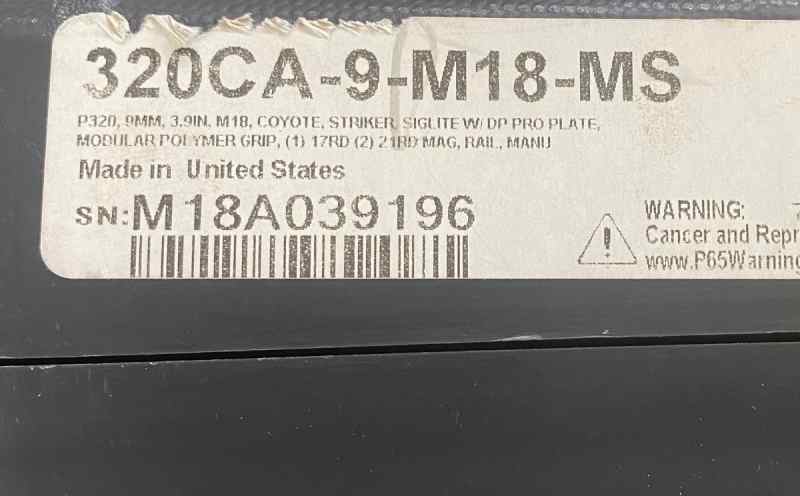 320CA-9-M18-MS
P320, 9MM, 3.9IN, M18, COYOTE, STRIKER, SIGLITE W/ DP PRO PLATE,
MODULAR POLYMER GRIP, (1) 17RD (2) 21RD MAG, RAIL, MANU
Made in United States
SN:M18A039196
WARNING:
Cancer and Repr
www.P65Warning